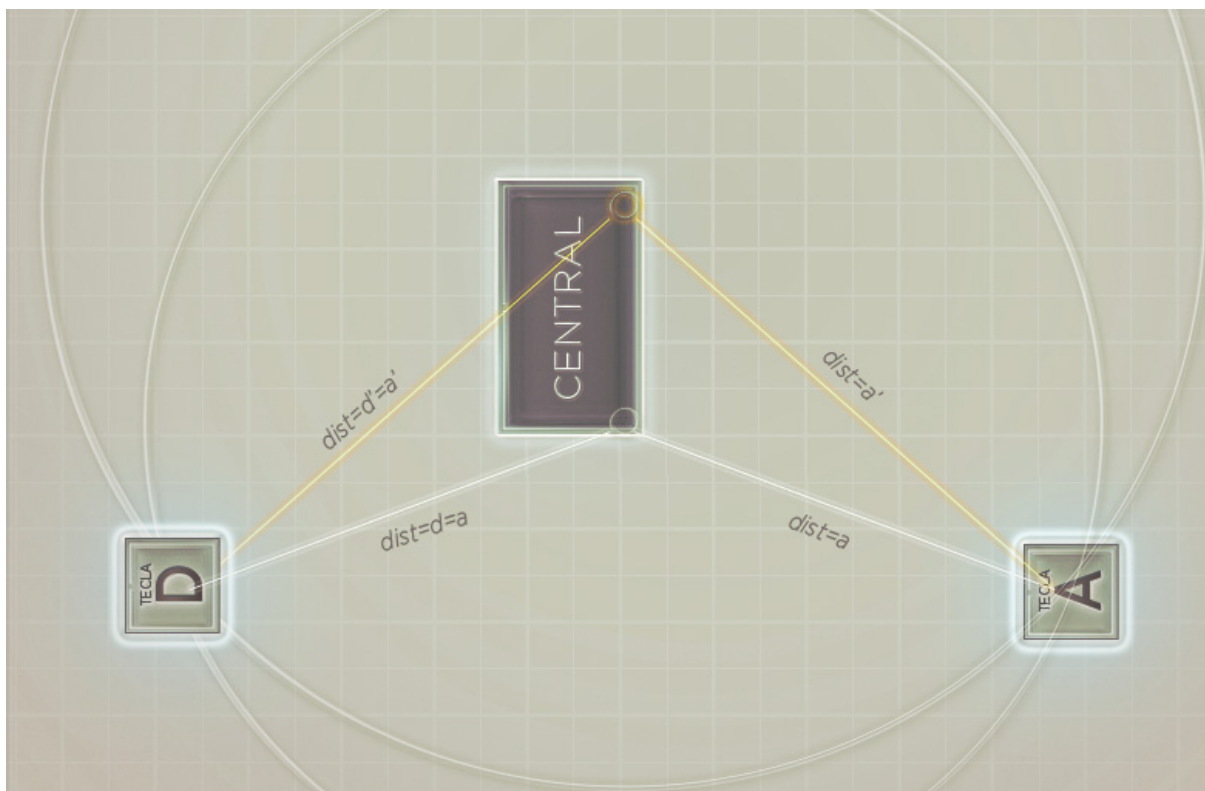 CENTRAL
dist=d'=a'
dist=a'
dist=d=a
dist=a
TECLA
D
TECLA
A